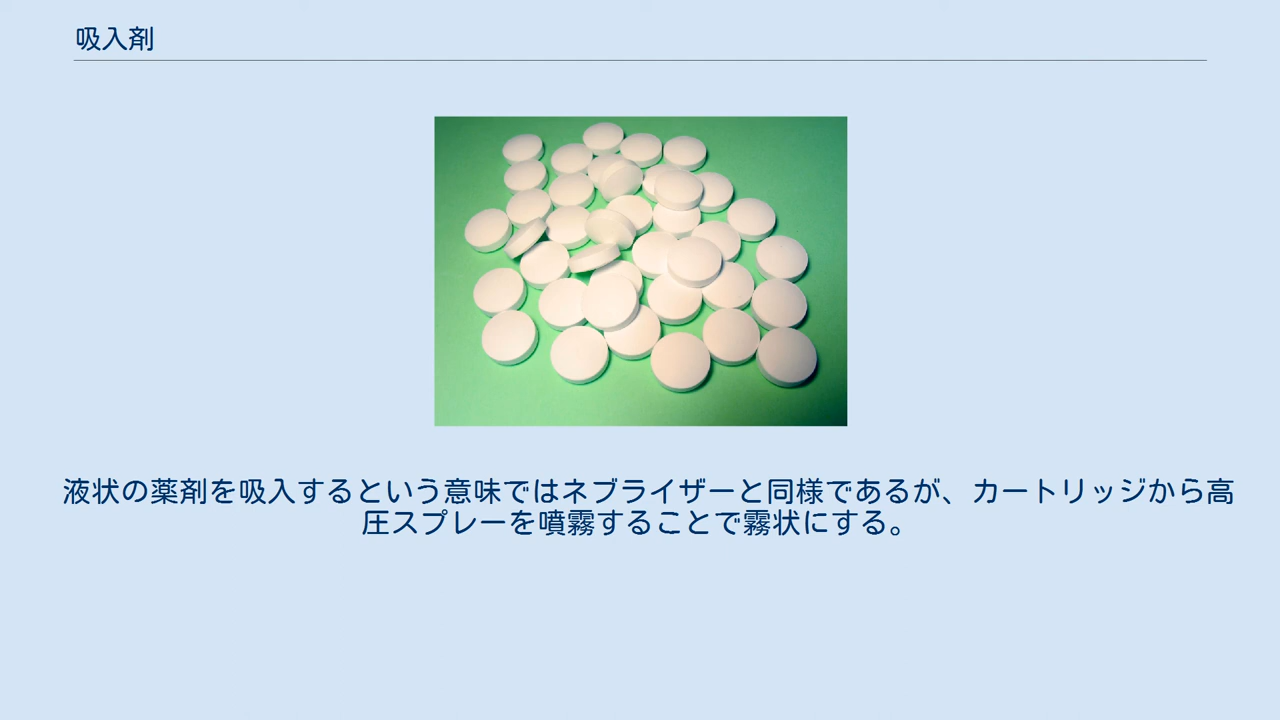 吸入剤
液状の薬剤を吸入するという意味ではネブライザーと同様であるが、カートリッジから高
圧スプレーを噴霧することで霧状にする。